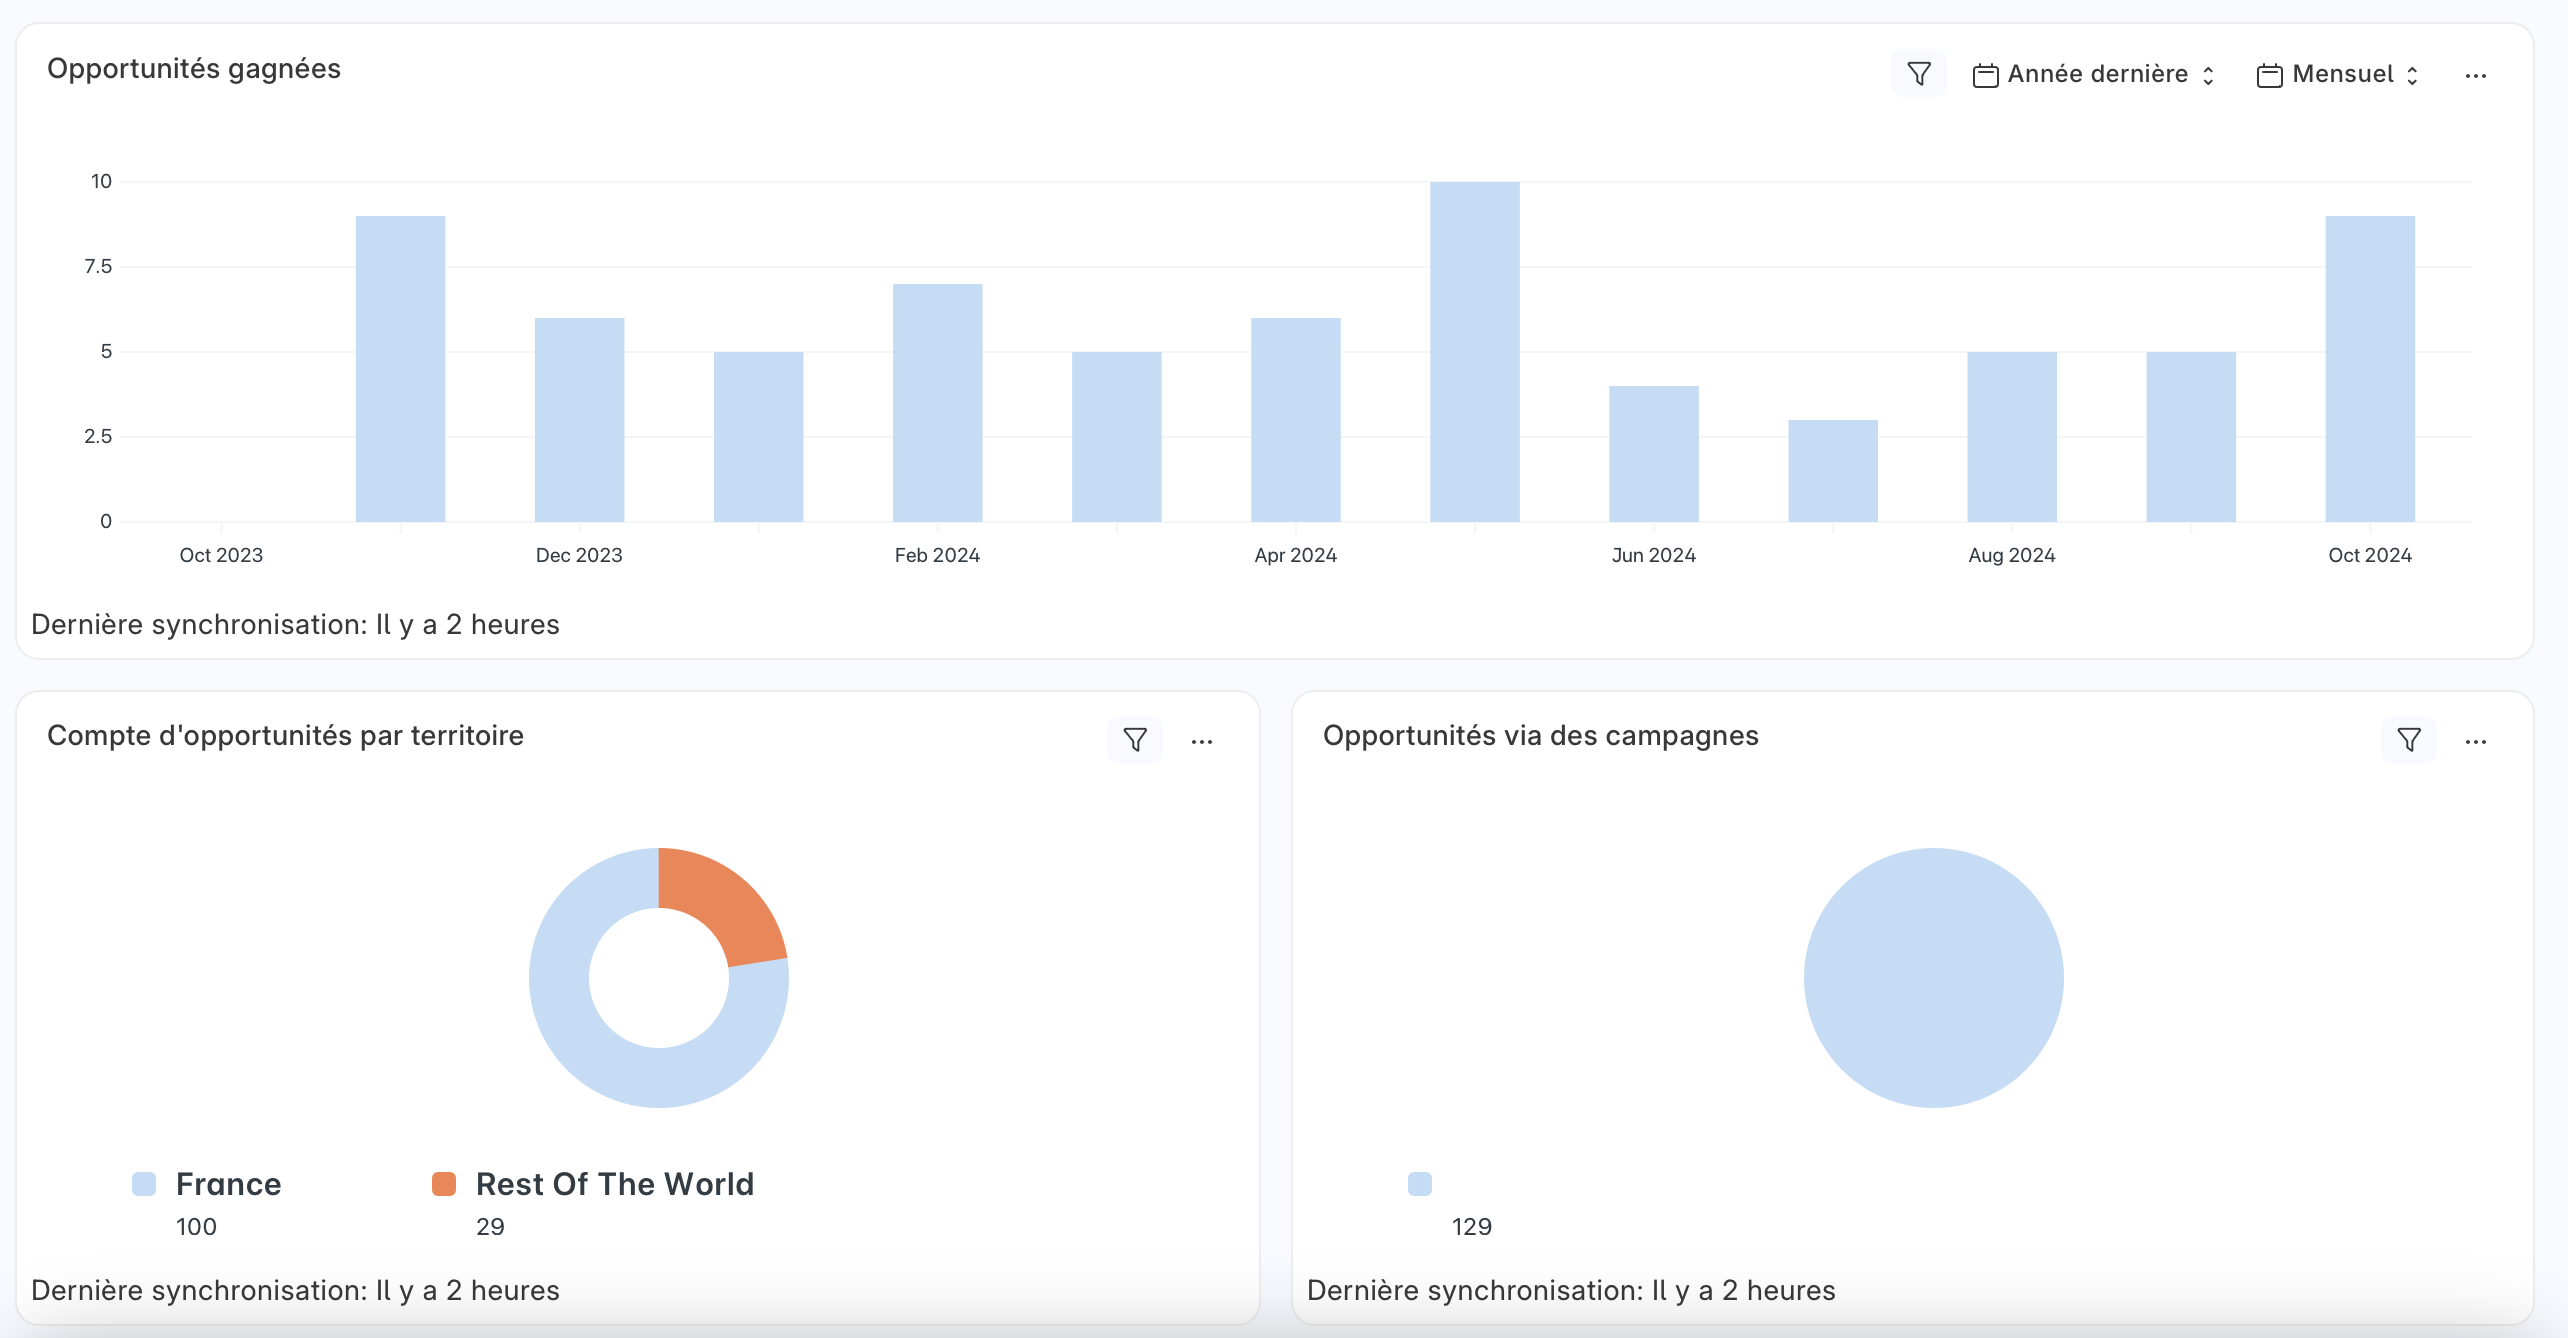 Opportunités gagnées
Année dernière
Mensuel
10
7.5
5
2.5
0
Oct 2023
Dec 2023
Feb 2024
Apr 2024
Jun 2024
Aug 2024
Oct 2024
Dernière synchronisation: Il y a 2 heures
Compte d'opportunités par territoire
France
Rest Of The World
100
29
Dernière synchronisation: Il y a 2 heures
Opportunités via des campagnes
129
Dernière synchronisation: Il y a 2 heures